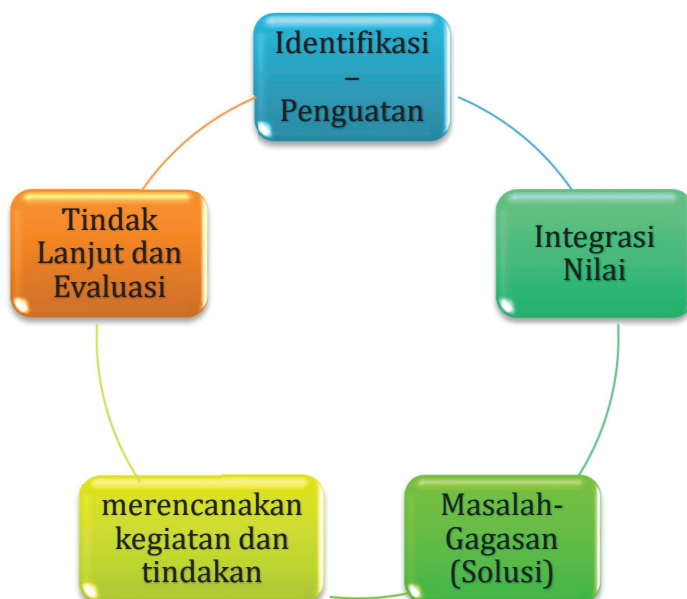 Identifikasi
–
Penguatan
Integrasi
Nilai
Masalah-
Gagasan
(Solusi)
merencanakan
kegiatan dan
tindakan
Tindak
Lanjut dan
Evaluasi